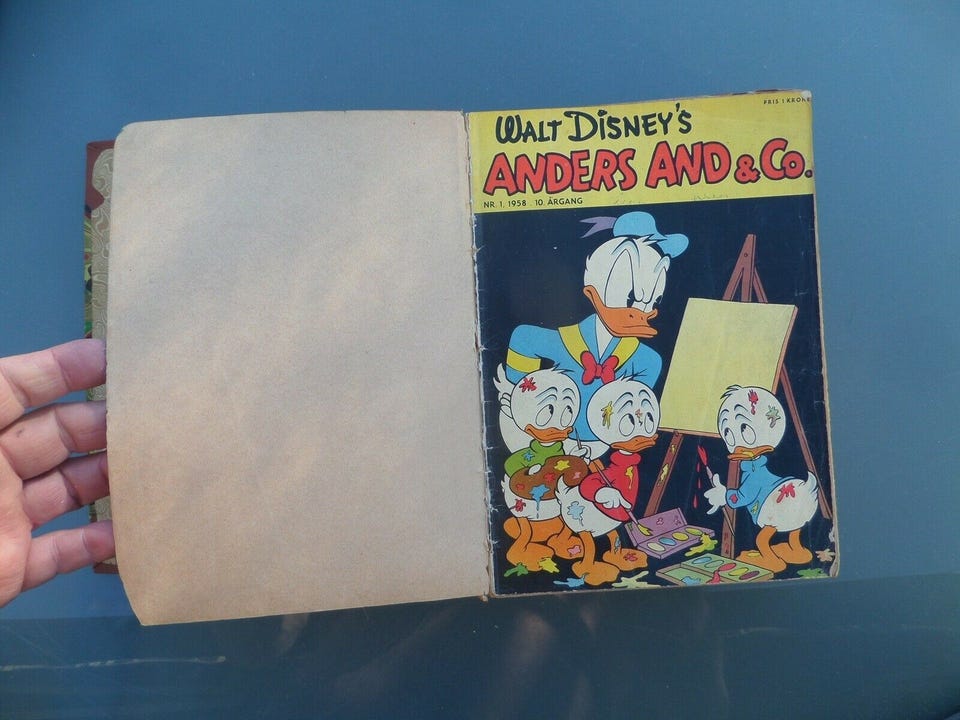 PRIS 1 KRONE
WALT DISNEY'S
ANDERS AND & CO.
NR. 1, 1958 10. ÅRGANG